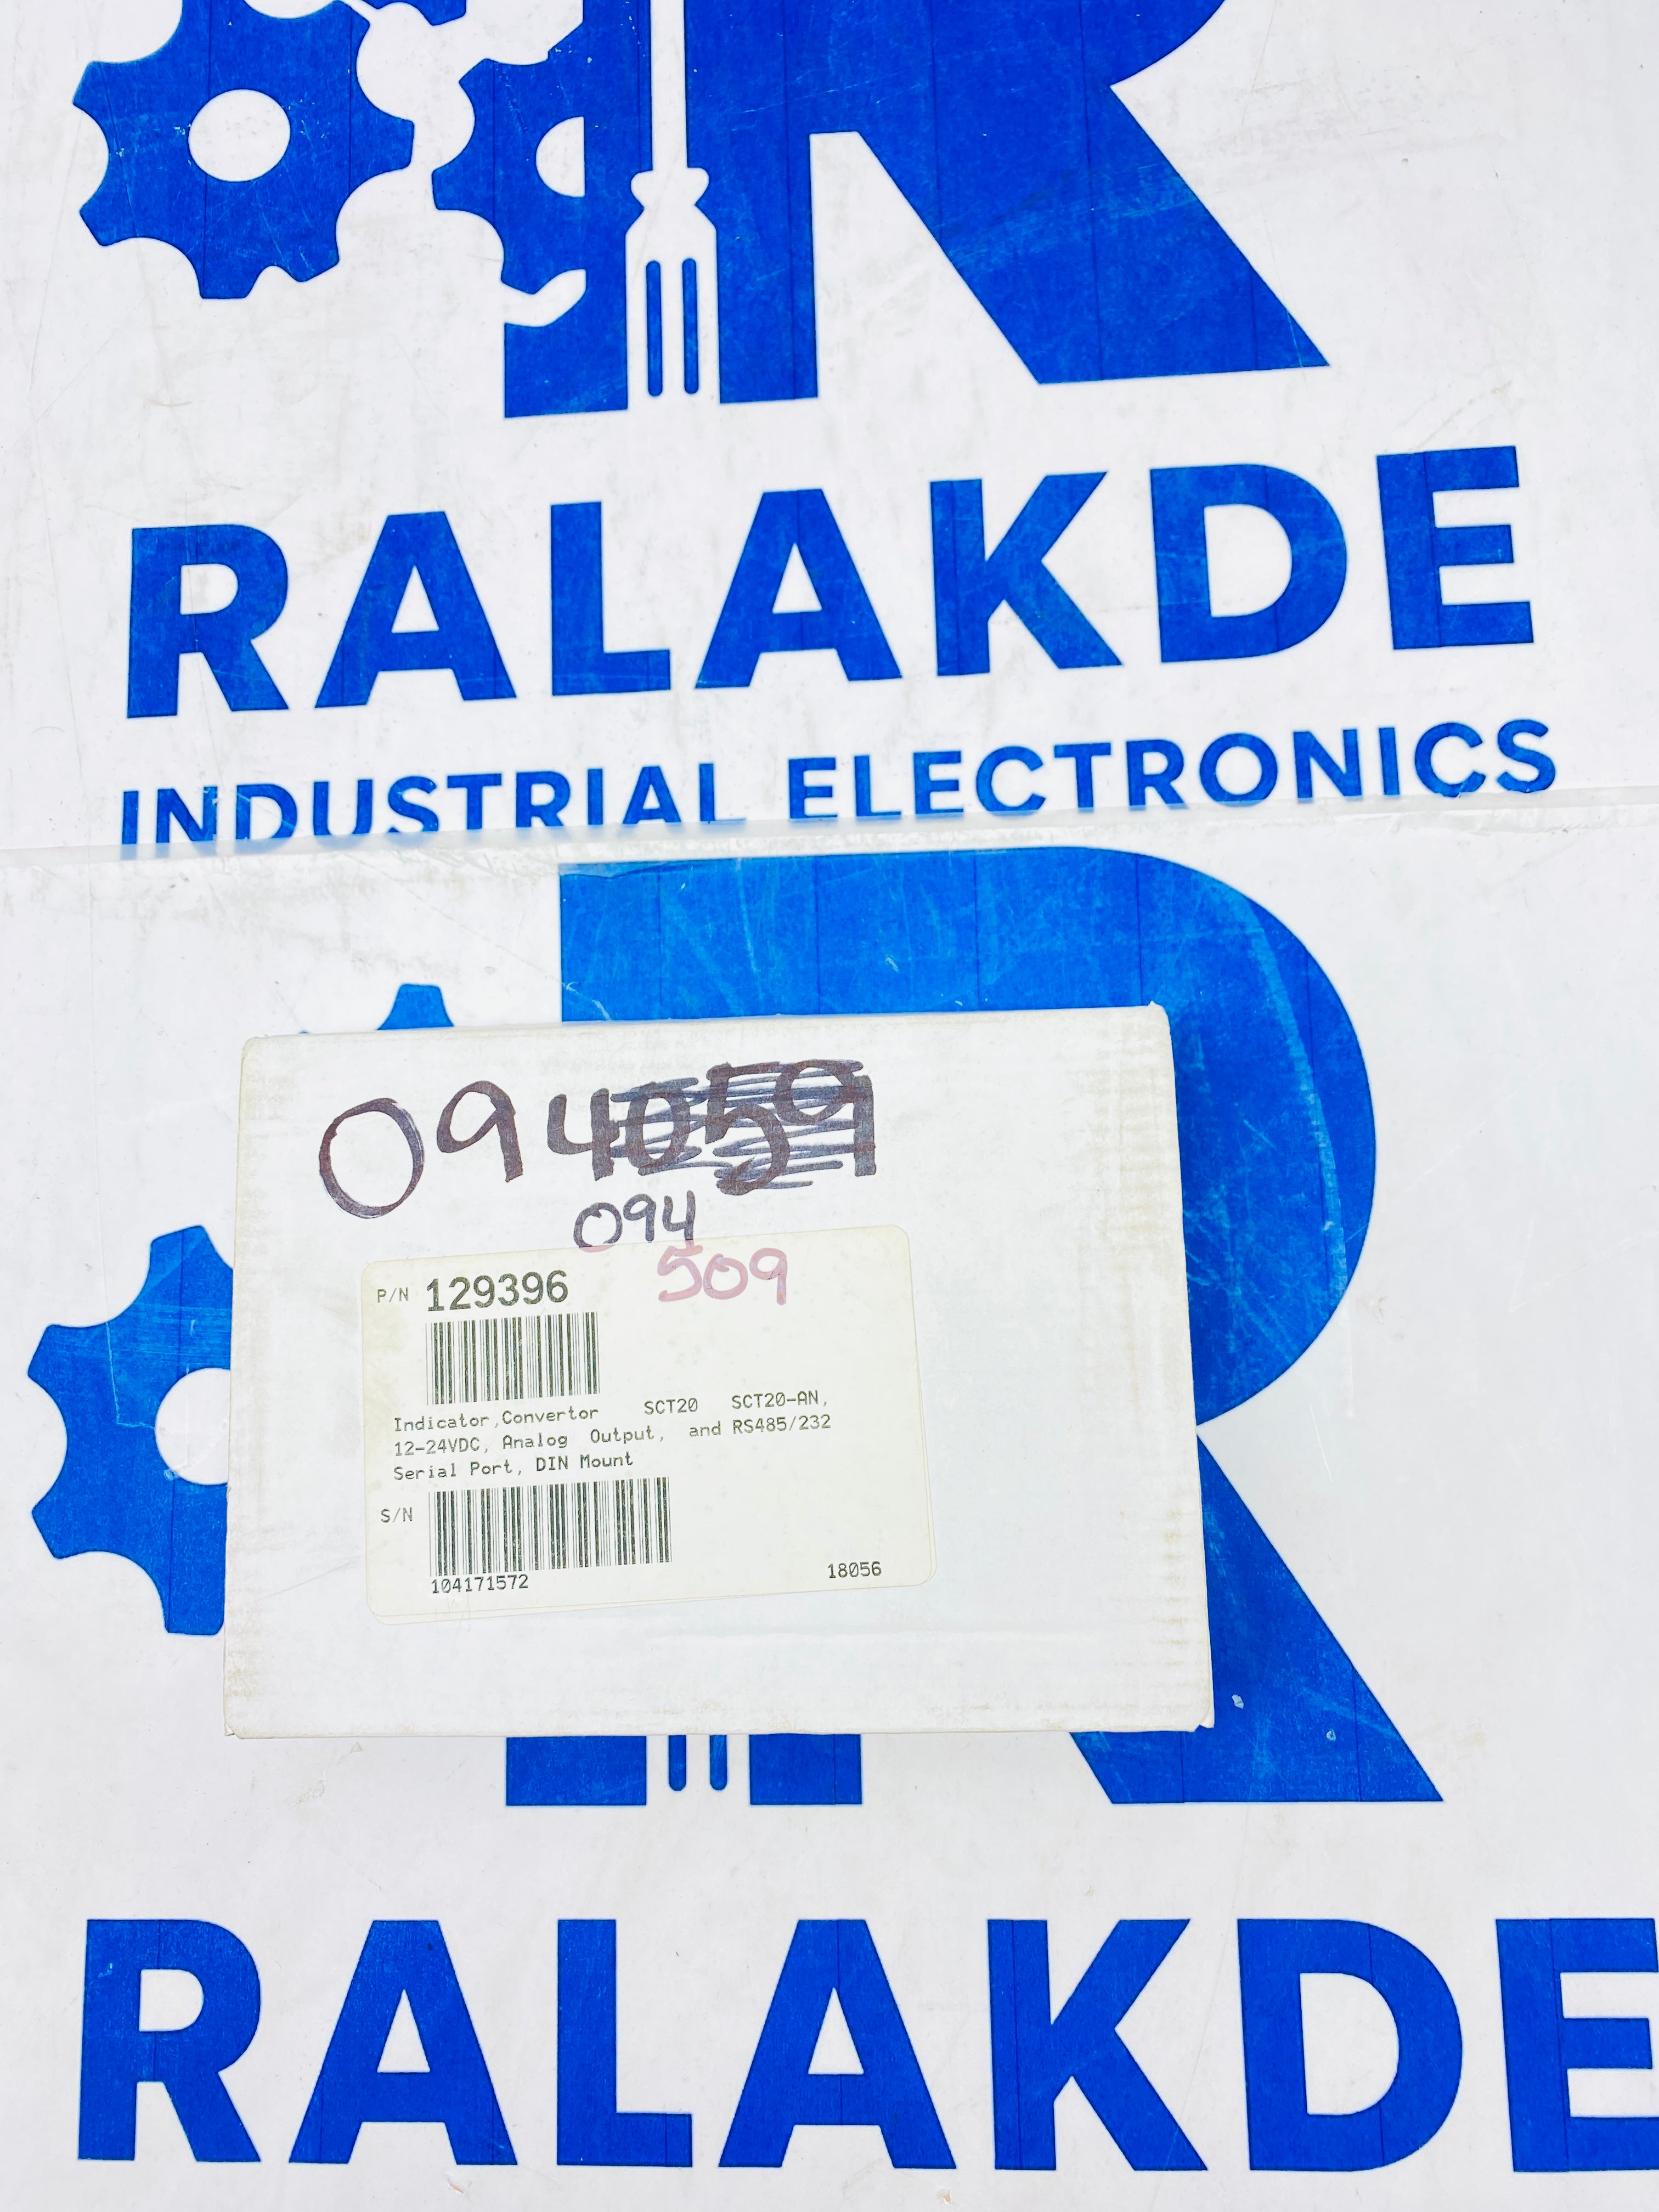 RALAKDE
INDUSTRIAL ELECTRONICS
094059
094
509
P/N 129396
Indicator,Convertor SCT20 SCT20-AN,
12-24VDC, Analog Output, and RS485/232
Serial Port, DIN Mount
S/N
104171572 18056
RALAKDE